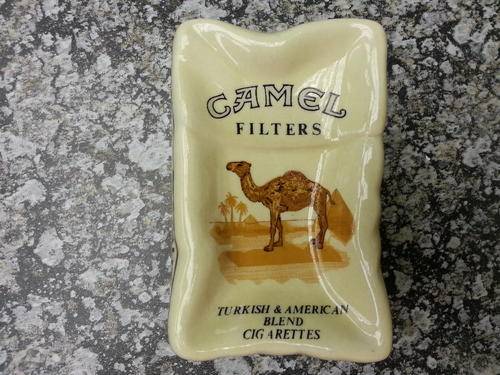 CAMEL
FILTERS
TURKISH & AMERICAN
BLEND
CIGARETTES